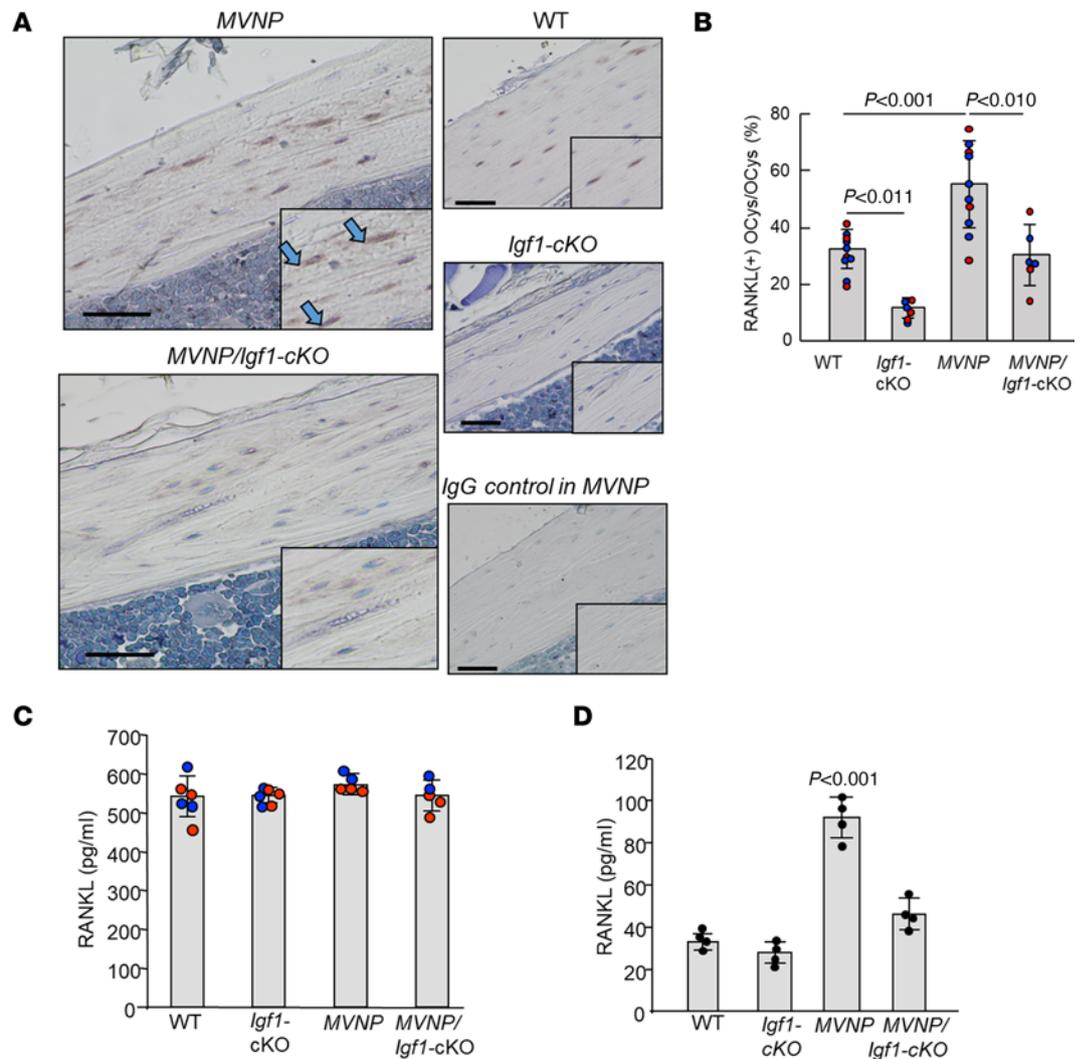 A
MVNP
WT
Igf1-cKO
MVNP/Igf1-cKO
IgG control in MVNP
B
RANKL(+) OCys/OCys (%)
80
60
40
20
0
P<0.001
P<0.010
P<0.011
WT
Igf1-
cKO
MVNP
MVNP/
Igf1-cKO
C
RANKL (pg/ml)
700
600
500
400
300
200
100
0
WT
Igf1-
cKO
MVNP
MVNP/
Igf1-cKO
D
RANKL (pg/ml)
120
100
80
60
40
20
0
P<0.001
WT
Igf1-
cKO
MVNP
MVNP/
Igf1-cKO